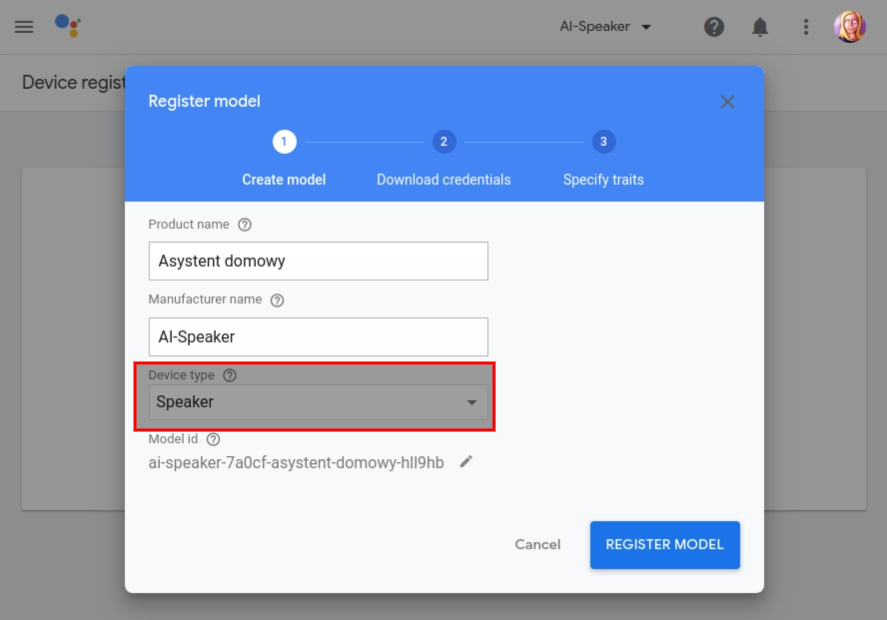 AI-Speaker
Device regist
Register model
1 2 3
Create model Download credentials Specify traits
Product name
Asystent domowy
Manufacturer name
AI-Speaker
Device type
Speaker
Model id
ai-speaker-7a0cf-asystent-domowy-hll9hb
Cancel REGISTER MODEL